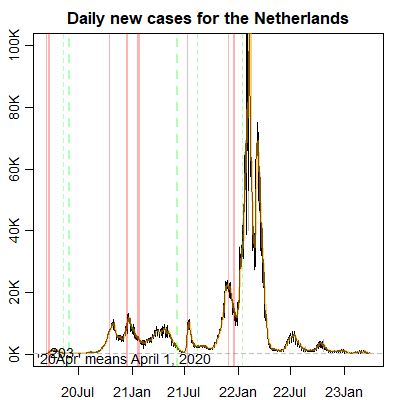 Daily new cases for the Netherlands
100K
80K
60K
40K
20K
0K
'20Apr' means April 1, 2020
20Jul
21Jan
21Jul
22Jan
22Jul
23Jan